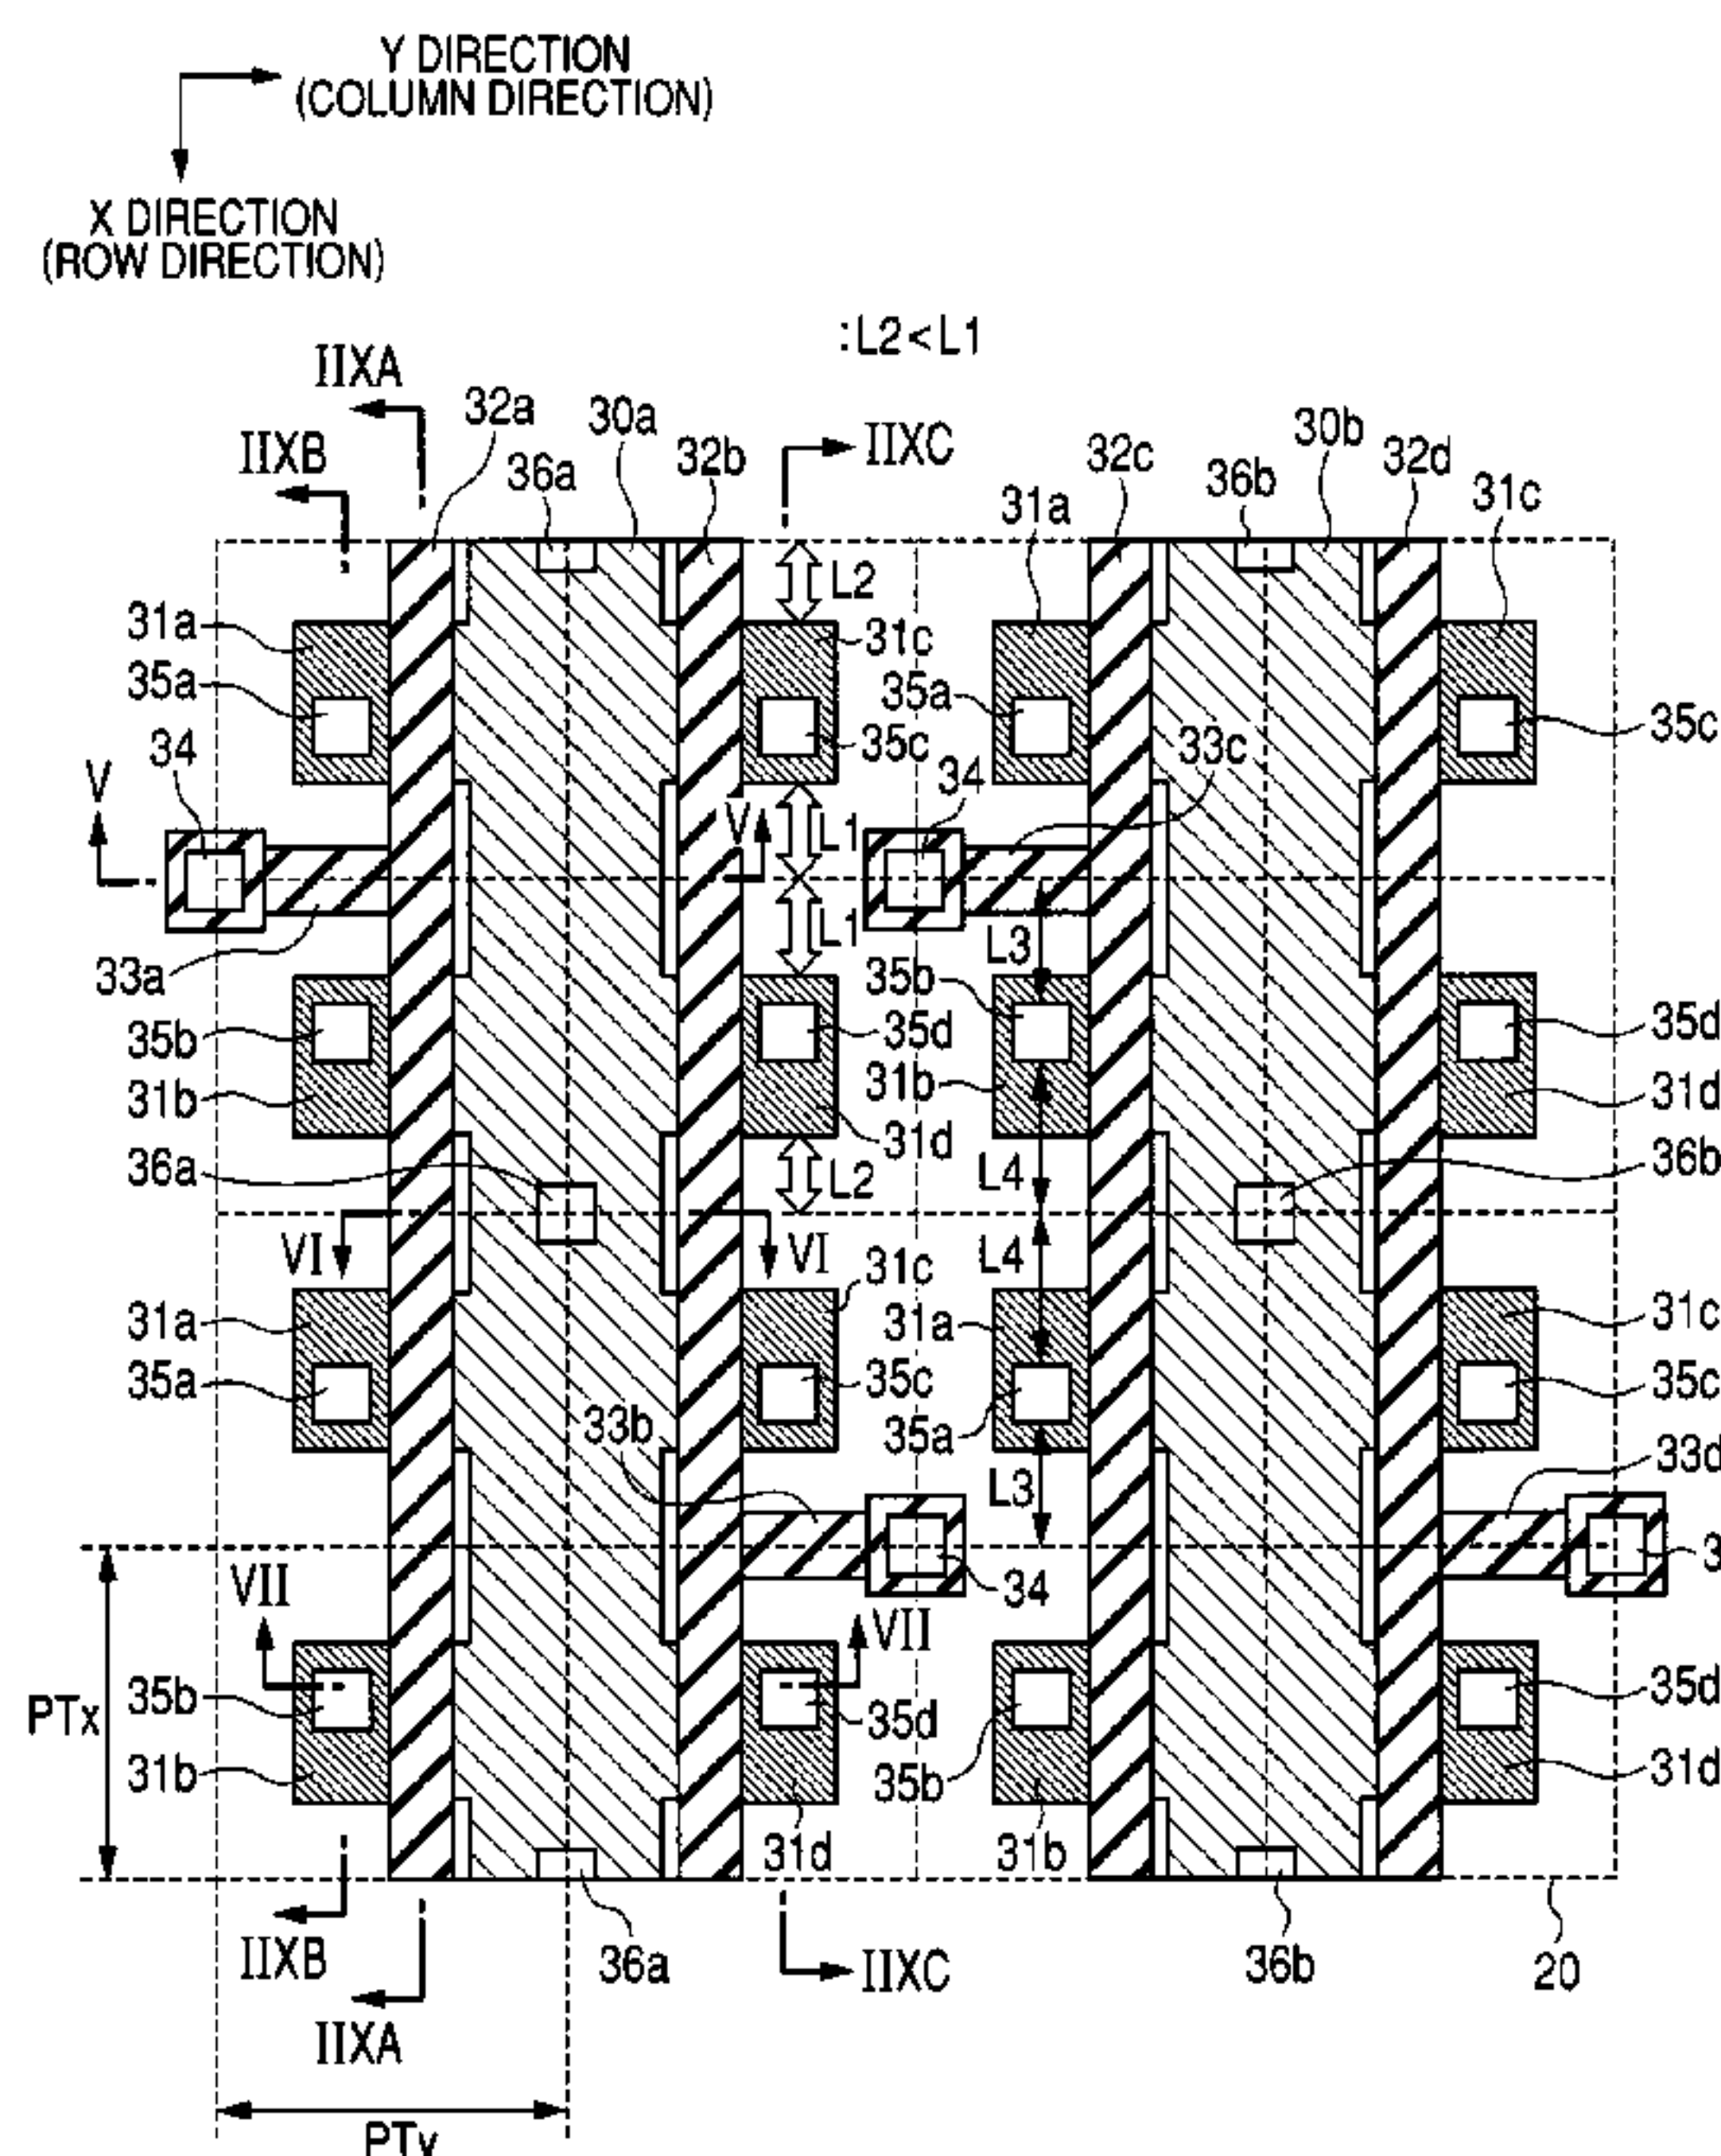 Y DIRECTION
(COLUMN DIRECTION)
X DIRECTION
(ROW DIRECTION)
:L2<L1
IIXA
32a
30a
IIXB
36a
32b
IIXC
32c
36b
30b
32d
31c
31a
L2
31a
31c
35a
35a
35c
35c
34
33c
34
V
V
L1
L1
L3
33a
35b
35b
35d
35d
31b
31b
31d
31d
36a
L2
L4
36b
VI
VI
L4
31c
31a
31a
31c
35a
35c
35a
35c
33b
L3
33d
34
3
VII
VII
PTx
35b
35d
35b
35d
31b
31d
31b
31d
IIXB
36a
IIXC
36b
20
IIXA
PTy